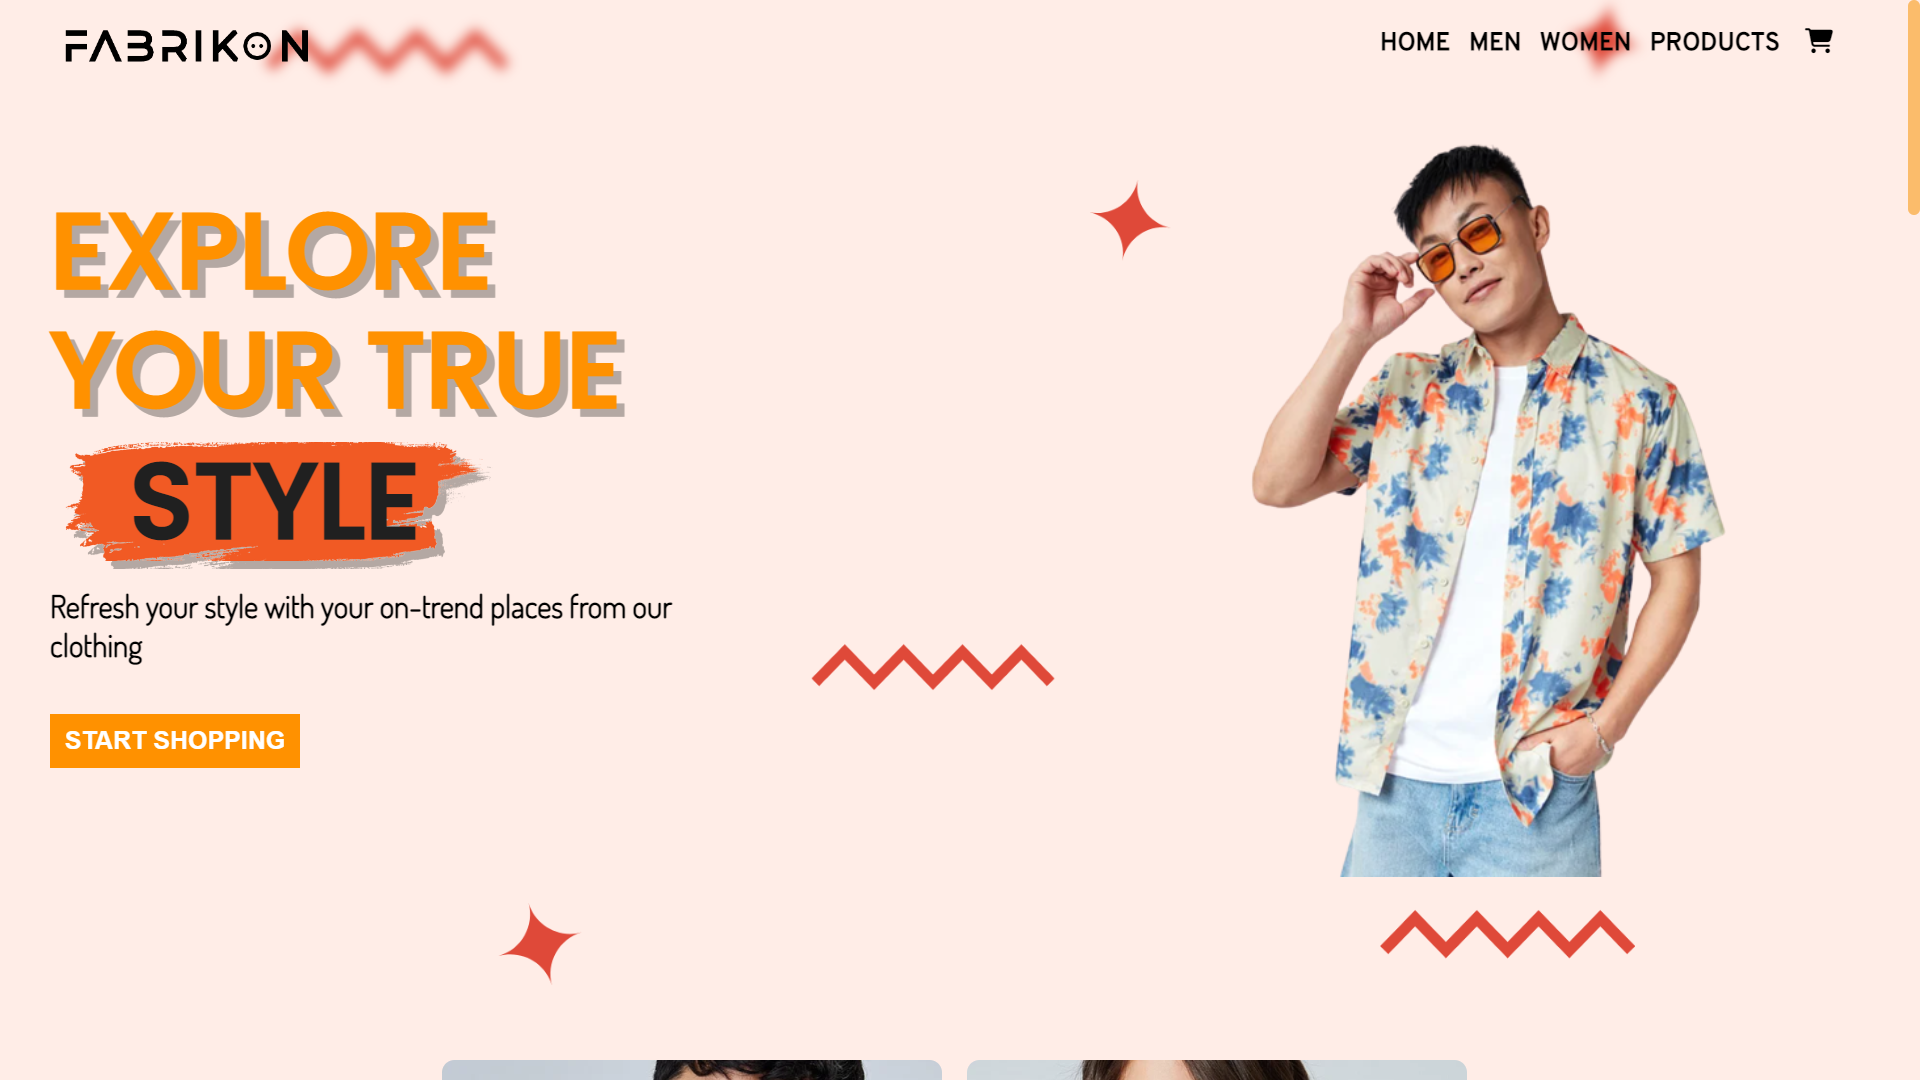 FABRIKON
HOME MEN WOMEN PRODUCTS
EXPLORE
YOUR TRUE
STYLE
Refresh your style with your on-trend places from our
clothing
START SHOPPING